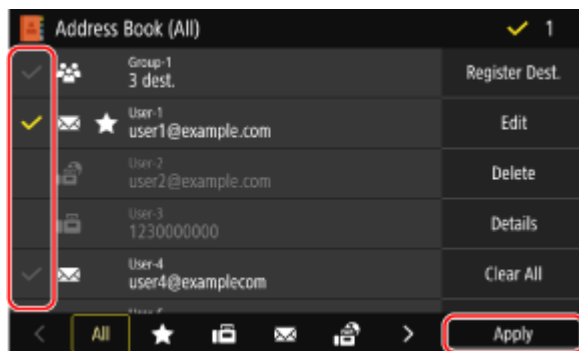 Address Book (All)
1
Group-1
3 dest.
Register Dest.
User-1
user1@example.com
Edit
User-2
user2@example.com
Delete
User-3
1230000000
Details
User-4
user4@examplecom
Clear All
All
Apply